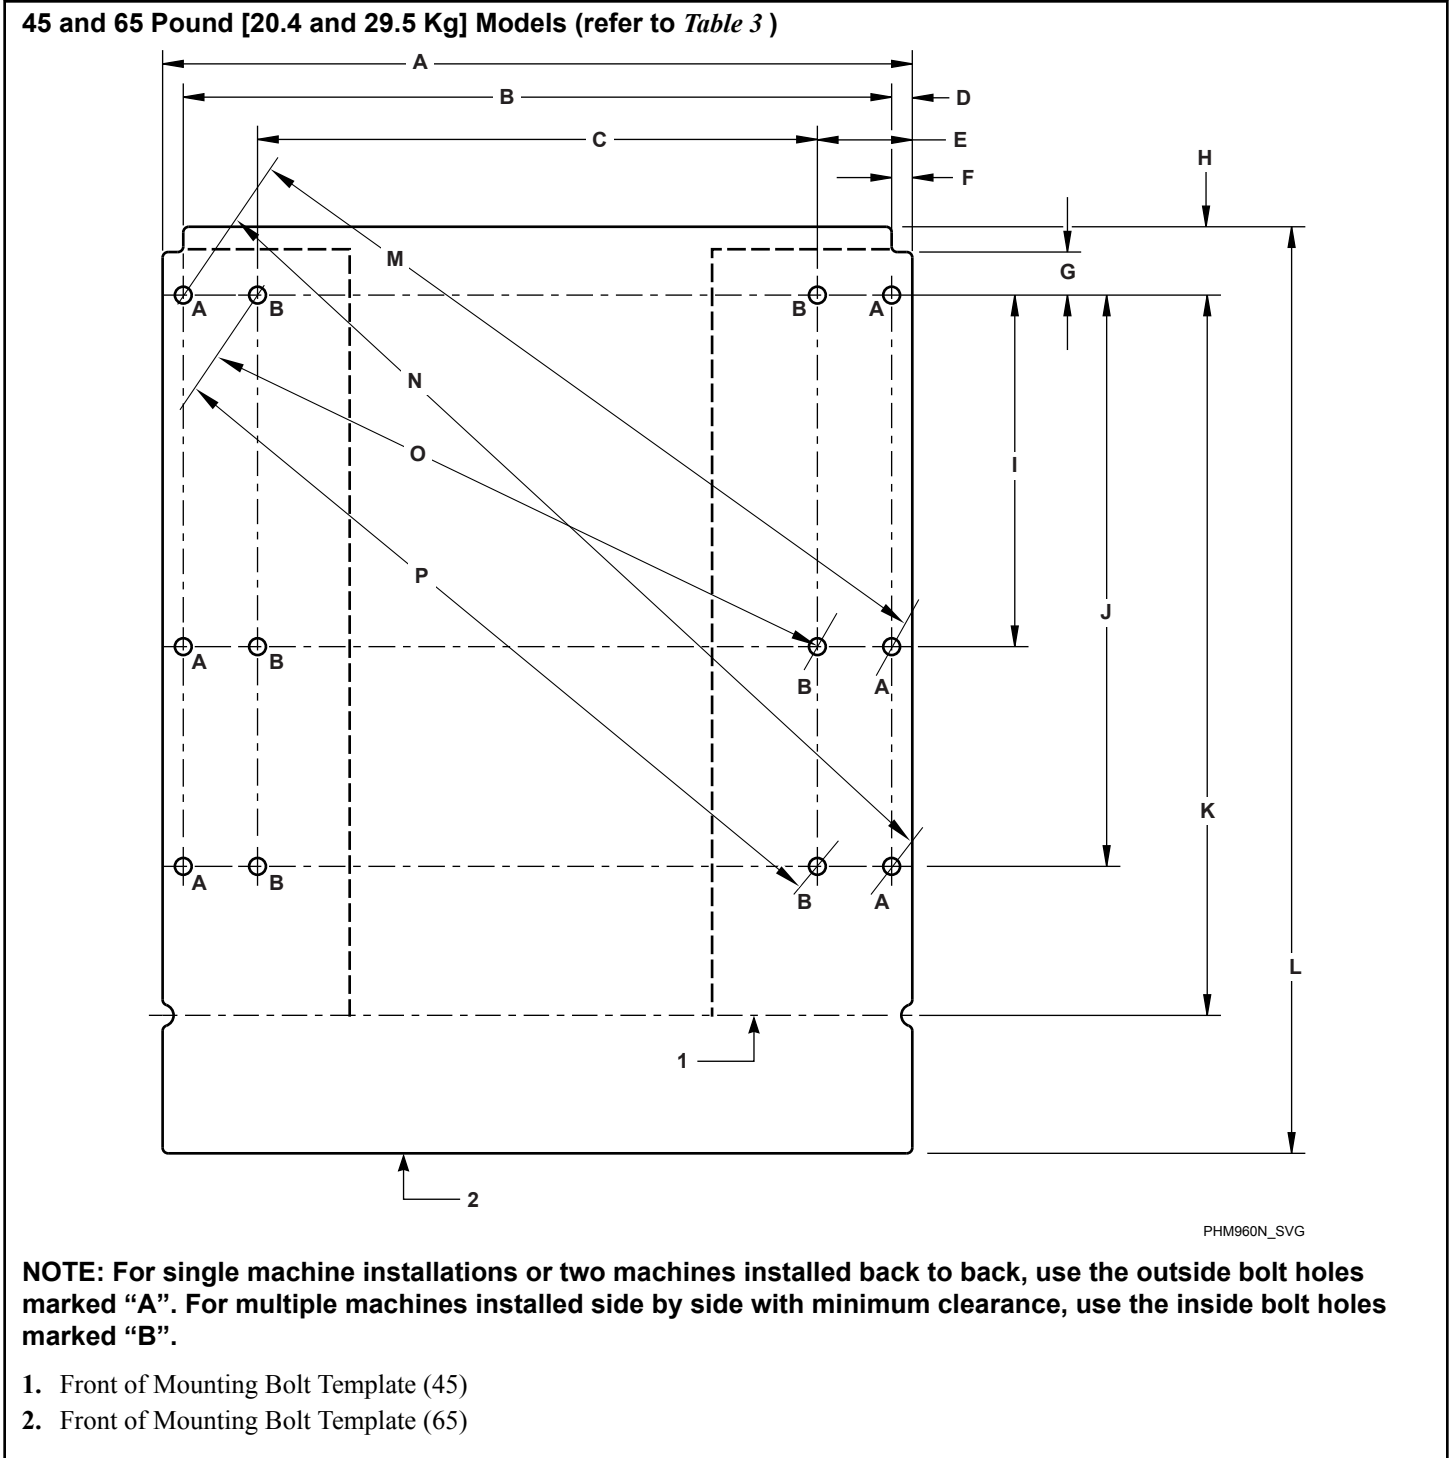 45 and 65 Pound [20.4 and 29.5 Kg] Models (refer to Table 3 )
A
B
D
C
E
H
F
M
G
A
B
B
A
N
O
I
P
J
A
B
B
A
K
A
B
B
A
L
1
2
PHM960N_SVG
NOTE: For single machine installations or two machines installed back to back, use the outside bolt holes
marked “A”. For multiple machines installed side by side with minimum clearance, use the inside bolt holes
marked “B”.
1. Front of Mounting Bolt Template (45)
2. Front of Mounting Bolt Template (65)